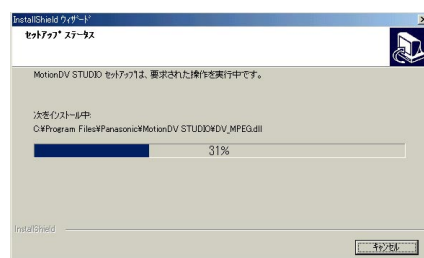 InstallShield ウィザード
セットアップ ステータス
MotionDV STUDIO セットアップは、要求された操作を実行中です。
次をインストール中:
C:¥Program Files¥Panasonic¥MotionDV STUDIO¥DV_MPEG.dll
31%
InstallShield
キャンセル